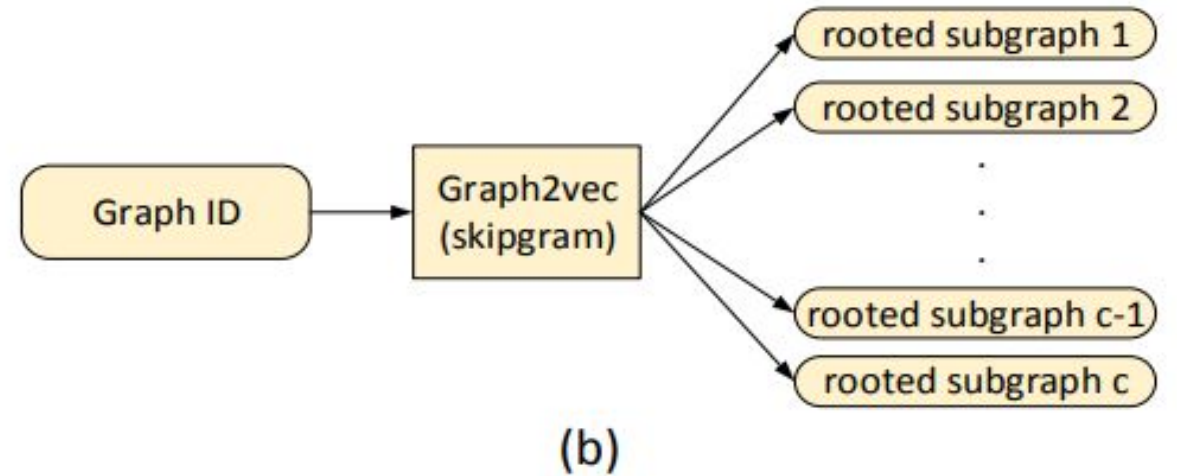 rooted subgraph 1
rooted subgraph 2
.
.
.
Graph ID
Graph2vec
(skipgram)
rooted subgraph c-1
rooted subgraph c
(b)